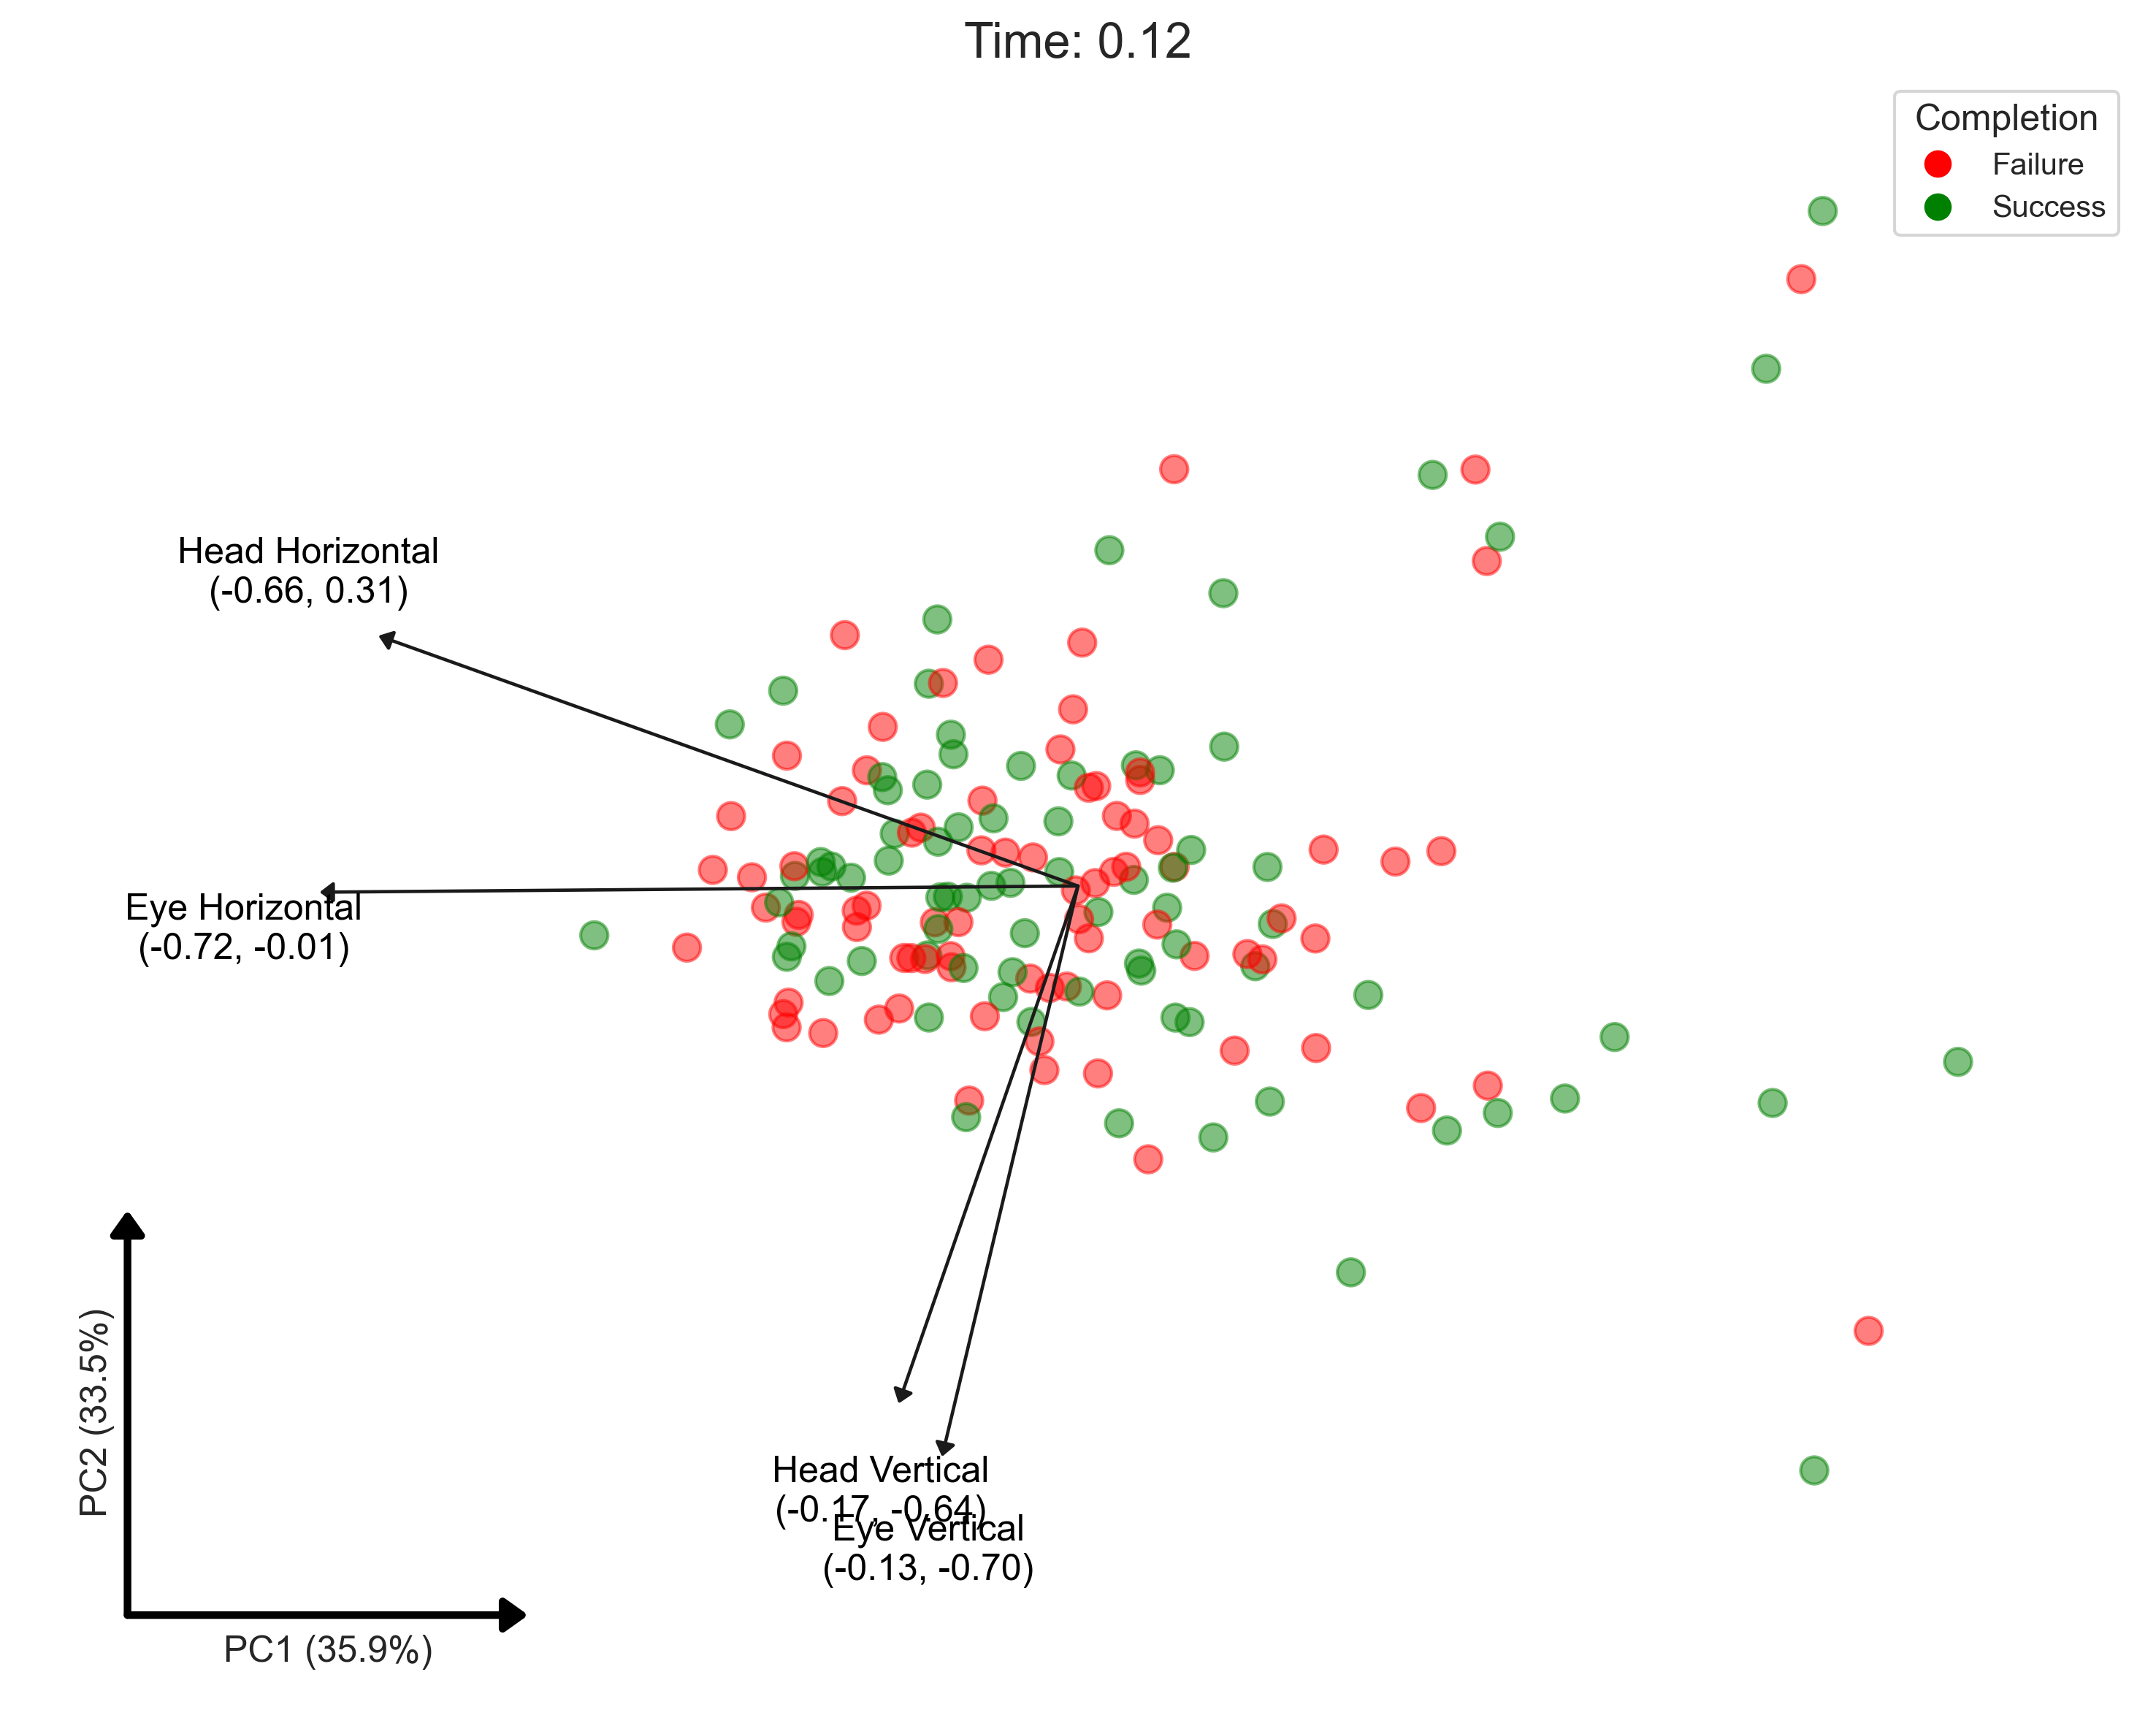 Time: 0.12
Completion
Failure
Success
Head Horizontal
(-0.66, 0.31)
Eye Horizontal
(-0.72, -0.01)
Head Vertical
(-0.17, -0.64)
Eye Vertical
(-0.13, -0.70)
PC2 (33.5%)
PC1 (35.9%)